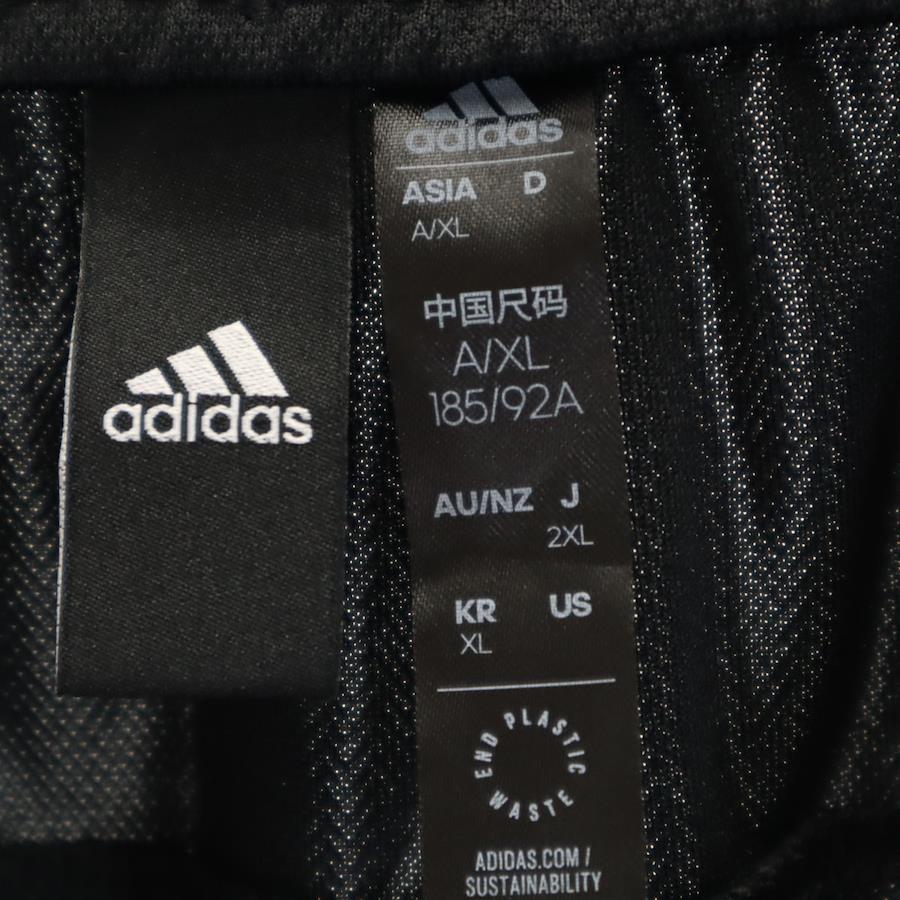 adidas
adidas
ASIA D
A/XL
中国尺码
A/XL
185/92A
AU/NZ J
2XL
KR US
XL
END PLASTIC WASTE
ADIDAS.COM /
SUSTAINABILITY